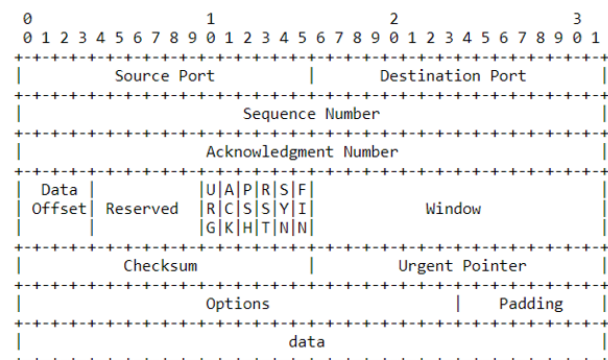 0                   1                   2                   3
0 1 2 3 4 5 6 7 8 9 0 1 2 3 4 5 6 7 8 9 0 1 2 3 4 5 6 7 8 9 0 1
+-+-+-+-+-+-+-+-+-+-+-+-+-+-+-+-+-+-+-+-+-+-+-+-+-+-+-+-+-+-+-+-+
|          Source Port          |       Destination Port        |
+-+-+-+-+-+-+-+-+-+-+-+-+-+-+-+-+-+-+-+-+-+-+-+-+-+-+-+-+-+-+-+-+
|                        Sequence Number                        |
+-+-+-+-+-+-+-+-+-+-+-+-+-+-+-+-+-+-+-+-+-+-+-+-+-+-+-+-+-+-+-+-+
|                    Acknowledgment Number                      |
+-+-+-+-+-+-+-+-+-+-+-+-+-+-+-+-+-+-+-+-+-+-+-+-+-+-+-+-+-+-+-+-+
|  Data |           |U|A|P|R|S|F|                               |
| Offset| Reserved  |R|C|S|S|Y|I|            Window             |
|       |           |G|K|H|T|N|N|                               |
+-+-+-+-+-+-+-+-+-+-+-+-+-+-+-+-+-+-+-+-+-+-+-+-+-+-+-+-+-+-+-+-+
|           Checksum            |         Urgent Pointer        |
+-+-+-+-+-+-+-+-+-+-+-+-+-+-+-+-+-+-+-+-+-+-+-+-+-+-+-+-+-+-+-+-+
|                    Options                    |    Padding    |
+-+-+-+-+-+-+-+-+-+-+-+-+-+-+-+-+-+-+-+-+-+-+-+-+-+-+-+-+-+-+-+-+
|                             data                              |
+-+-+-+-+-+-+-+-+-+-+-+-+-+-+-+-+-+-+-+-+-+-+-+-+-+-+-+-+-+-+-+-+